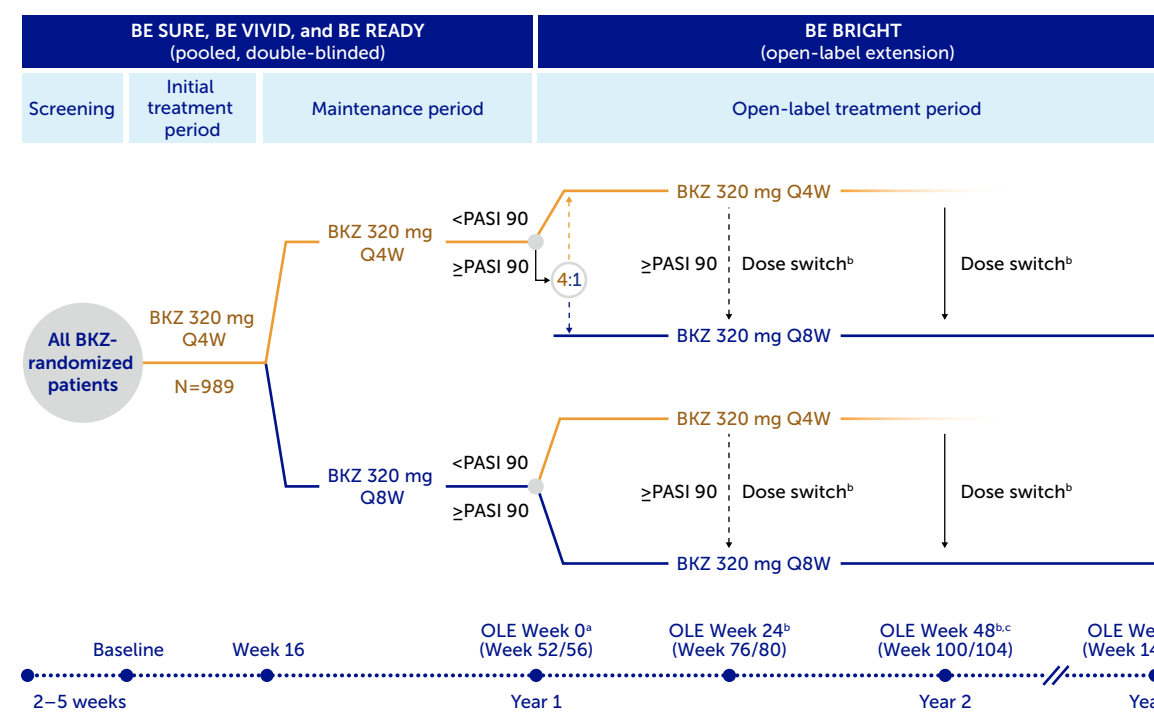 BE SURE, BE VIVID, and BE READY
(pooled, double-blinded)
BE BRIGHT
(open-label extension)
Screening
Initial
treatment
period
Maintenance period
Open-label treatment period
BKZ 320 mg Q4W
<PASI 90
BKZ 320 mg
Q4W
≥PASI 90
4:1
≥PASI 90
Dose switchᵇ
Dose switchᵇ
BKZ 320 mg
Q4W
N=989
All BKZ-
randomized
patients
BKZ 320 mg Q8W
BKZ 320 mg Q4W
<PASI 90
BKZ 320 mg
Q8W
≥PASI 90
≥PASI 90
Dose switchᵇ
Dose switchᵇ
BKZ 320 mg Q8W
Baseline
Week 16
OLE Week 0ᵃ
(Week 52/56)
OLE Week 24ᵇ
(Week 76/80)
OLE Week 48ᵇ,ᶜ
(Week 100/104)
OLE We
(Week 14
2–5 weeks
Year 1
Year 2
Yea